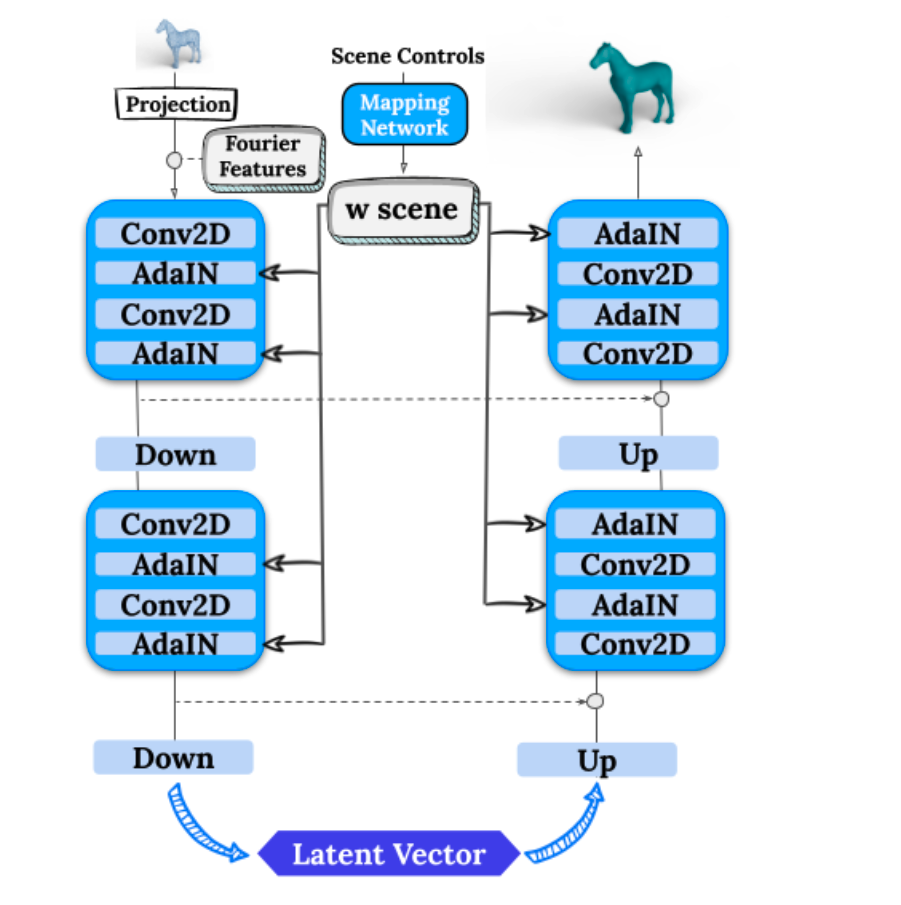 Scene Controls
Projection
Mapping
Network
Fourier
Features
w scene
Conv2D
AdaIN
Conv2D
AdaIN
AdaIN
Conv2D
AdaIN
Conv2D
Down
Up
Conv2D
AdaIN
Conv2D
AdaIN
AdaIN
Conv2D
AdaIN
Conv2D
Down
Up
Latent Vector